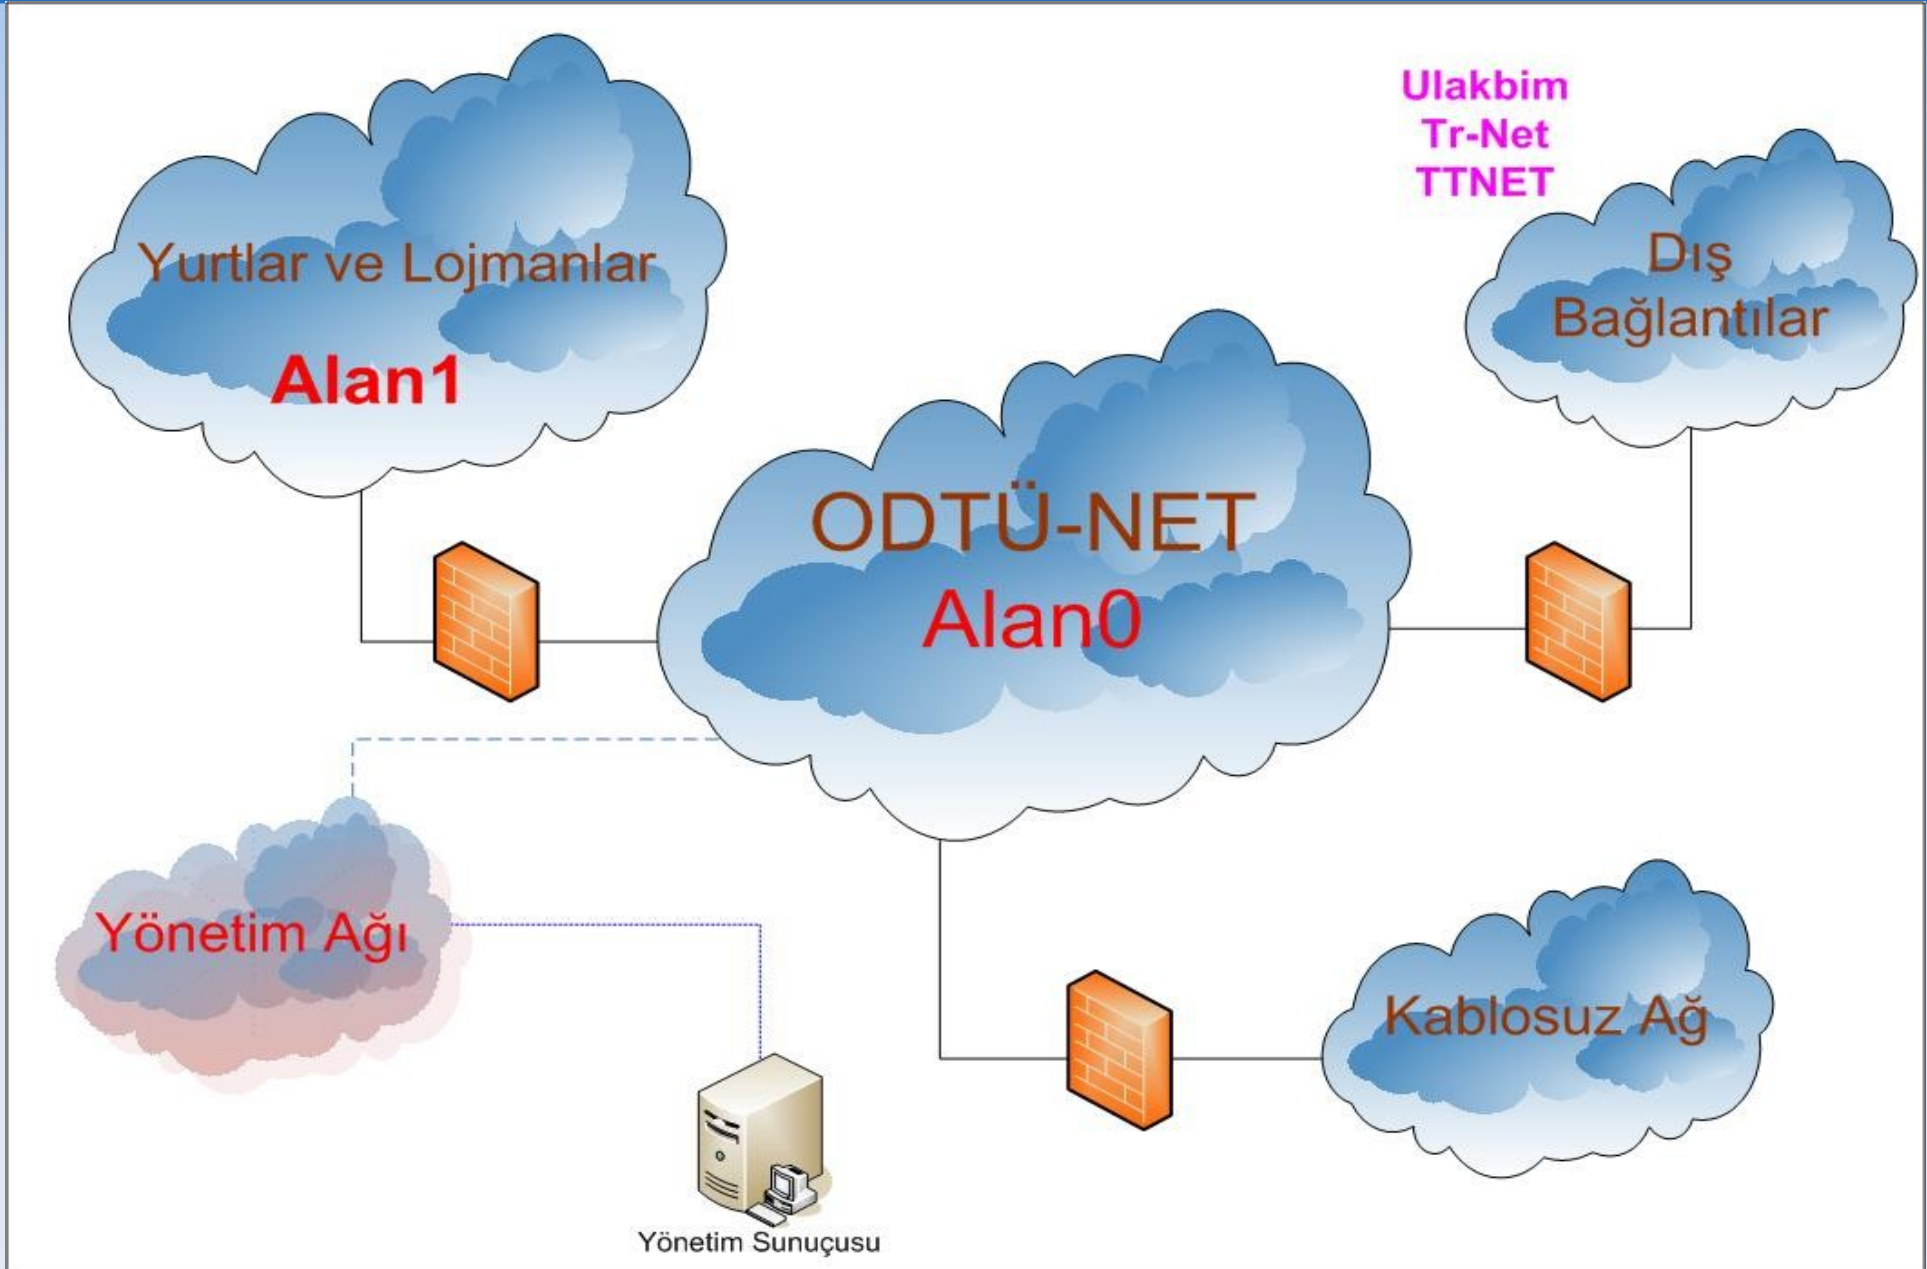 Ulakbim
Tr-Net
TTNET
Yurtlar ve Lojmanlar
Alan1
Dış
Bağlantılar
ODTÜ-NET
Alan0
Yönetim Ağı
Kablosuz Ağ
Yönetim Sunuçusu